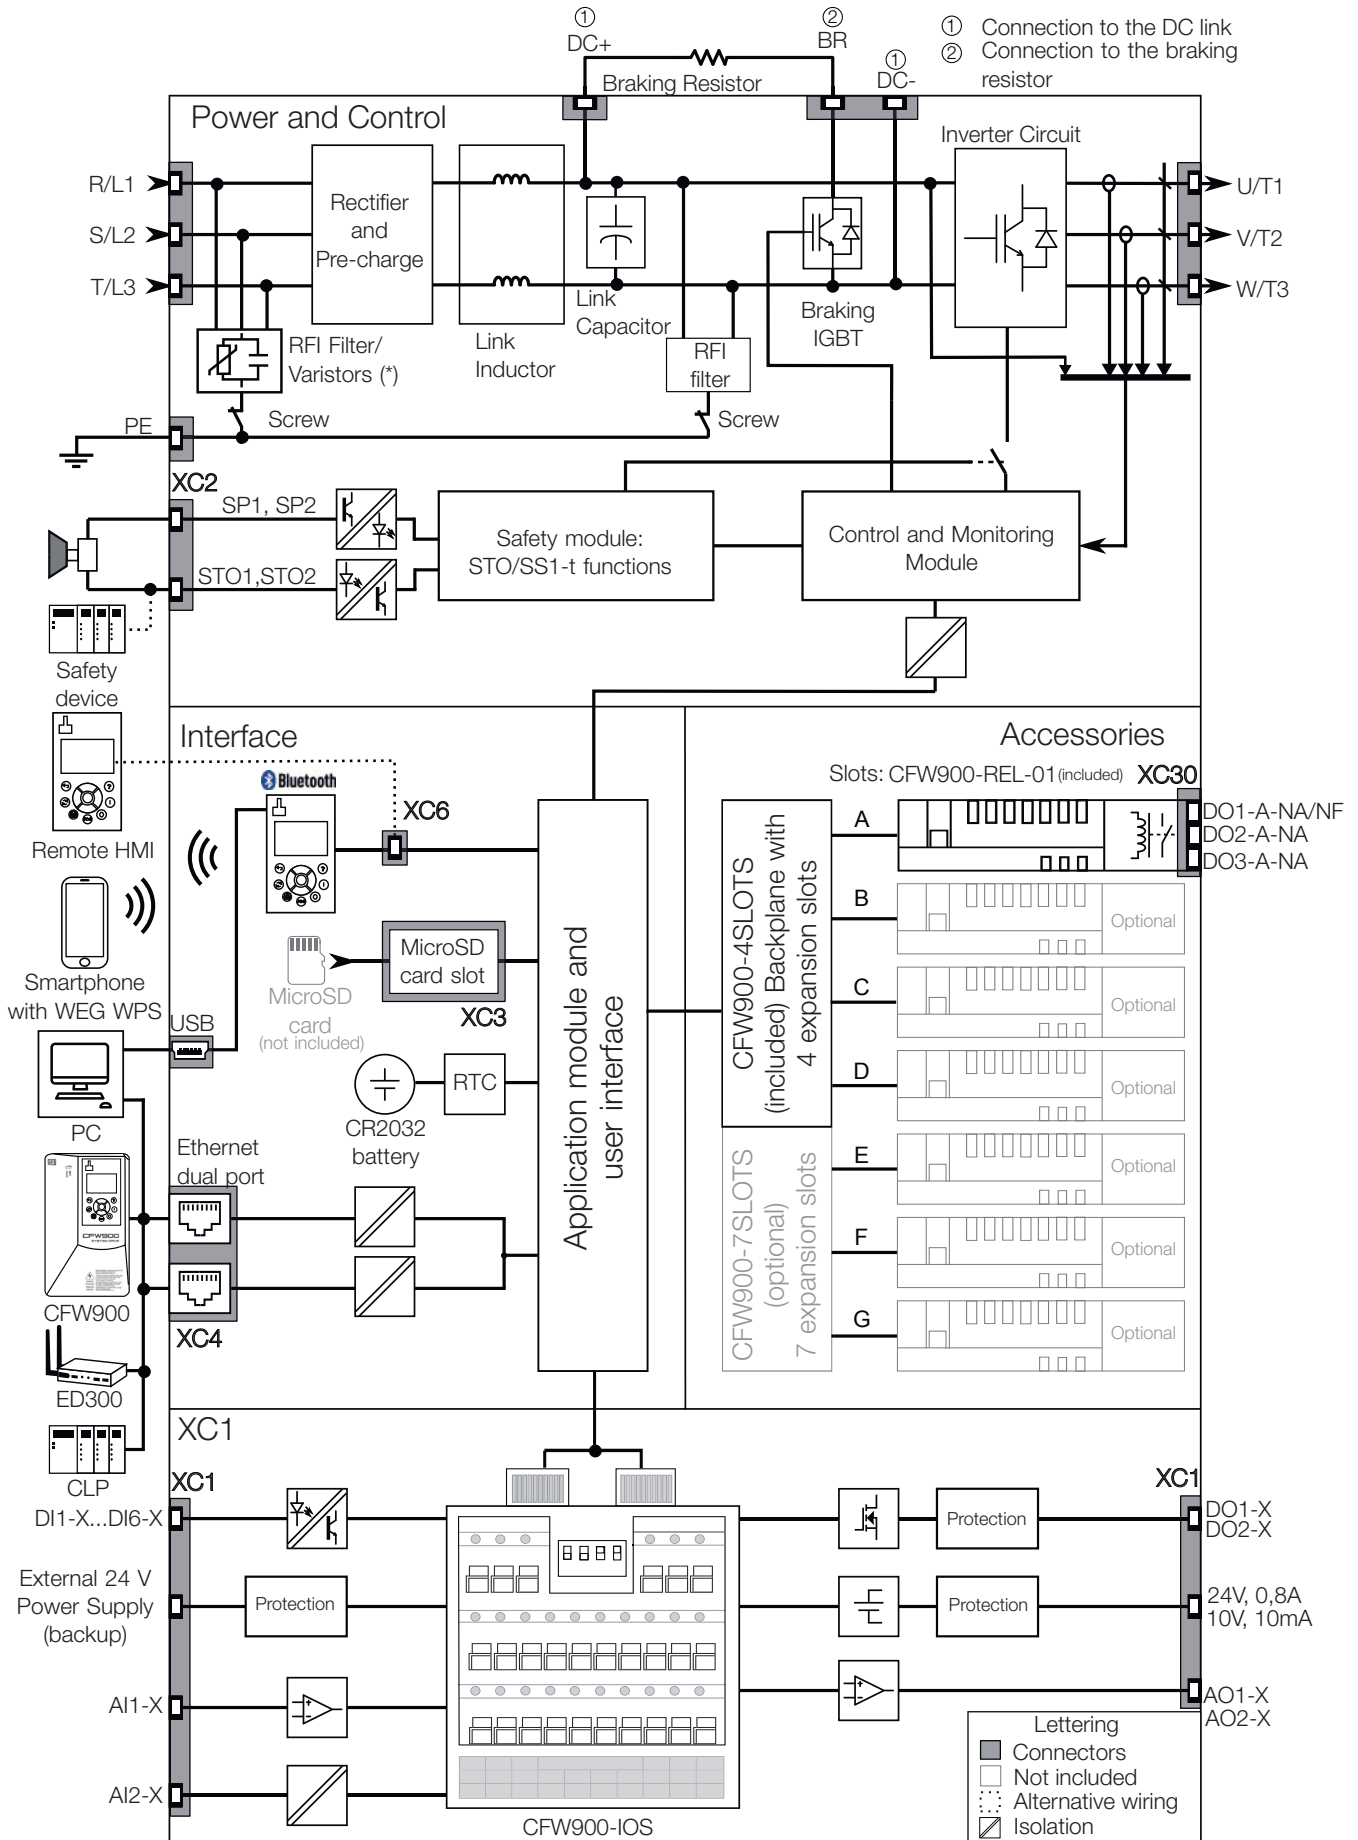 ①
DC+
②
BR
①
DC-
① Connection to the DC link
② Connection to the braking
resistor
Braking Resistor
Power and Control
Inverter Circuit
R/L1
S/L2
T/L3
Rectifier
and
Pre-charge
Link
Inductor
Link
Capacitor
Braking
IGBT
U/T1
V/T2
W/T3
RFI Filter/
Varistors (*)
RFI
filter
Screw
Screw
PE
XC2
SP1, SP2
STO1,STO2
Safety module:
STO/SS1-t functions
Control and Monitoring
Module
Safety
device
Interface
Accessories
Bluetooth
Slots: CFW900-REL-01(included)
XC30
XC6
Remote HMI
DO1-A-NA/NF
DO2-A-NA
DO3-A-NA
A
B
Optional
C
Optional
D
Optional
E
Optional
F
Optional
G
Optional
CFW900-4SLOTS
(included) Backplane with
4 expansion slots
CFW900-7SLOTS
(optional)
7 expansion slots
Application module and
user interface
MicroSD
card slot
XC3
MicroSD
card
(not included)
Smartphone
with WEG WPS
USB
PC
RTC
CR2032
battery
Ethernet
dual port
CFW900
CFW900
XC4
ED300
CLP
XC1
XC1
XC1
DI1-X...DI6-X
External 24 V
Power Supply
(backup)
Protection
AI1-X
AI2-X
CFW900-IOS
Protection
Protection
DO1-X
DO2-X
24V, 0,8A
10V, 10mA
AO1-X
AO2-X
Lettering
Connectors
Not included
Alternative wiring
Isolation